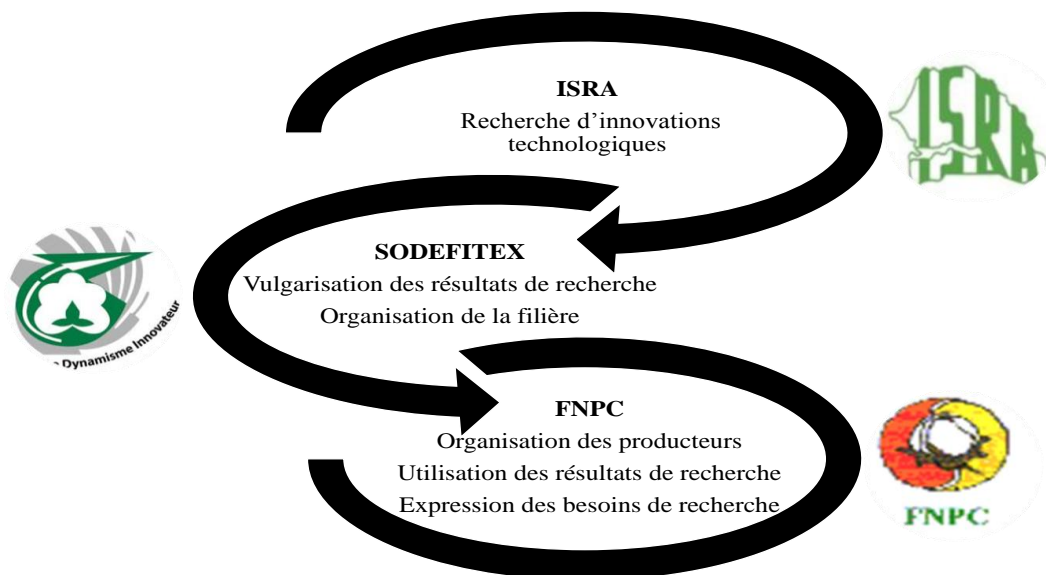 ISRA
Recherche d'innovations
technologiques
ISRA
SODEFITEX
Vulgarisation des résultats de recherche
Organisation de la filière
Dynamisme Innovateur
FNPC
Organisation des producteurs
Utilisation des résultats de recherche
Expression des besoins de recherche
FNPC